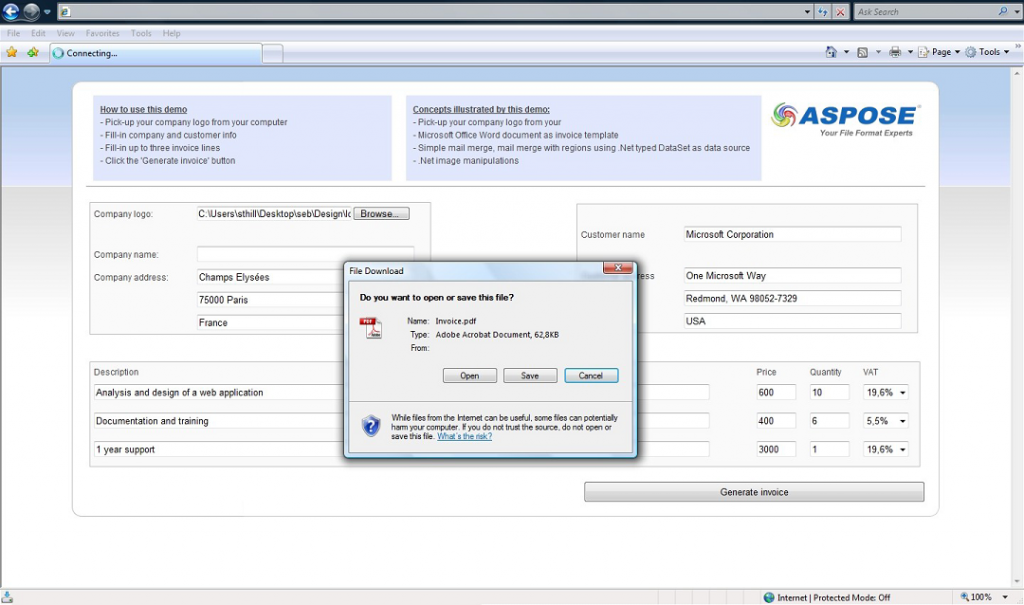 Ask Search
File Edit View Favorites Tools Help
Connecting...
Page Tools
How to use this demo
- Pick-up your company logo from your computer
- Fill-in company and customer info
- Fill-in up to three invoice lines
- Click the 'Generate invoice' button
Concepts illustrated by this demo:
- Pick-up your company logo from your
- Microsoft Office Word document as invoice template
- Simple mail merge, mail merge with regions using .Net typed DataSet as data source
- .Net image manipulations
ASPOSE
Your File Format Experts
Company logo: C:\Users\sthill\Desktop\seb\Design\lo Browse...
Company name:
Company address: Champs Elysées
75000 Paris
France
Customer name Microsoft Corporation
One Microsoft Way
Redmond, WA 98052-7329
USA
File Download
Do you want to open or save this file?
Name: Invoice.pdf
Type: Adobe Acrobat Document, 62,8KB
From:
Open Save Cancel
While files from the Internet can be useful, some files can potentially
harm your computer. If you do not trust the source, do not open or
save this file. What's the risk?
Description Price Quantity VAT
Analysis and design of a web application 600 10 19,6%
Documentation and training 400 6 5,5%
1 year support 3000 1 19,6%
Generate invoice
Internet | Protected Mode: Off 100%